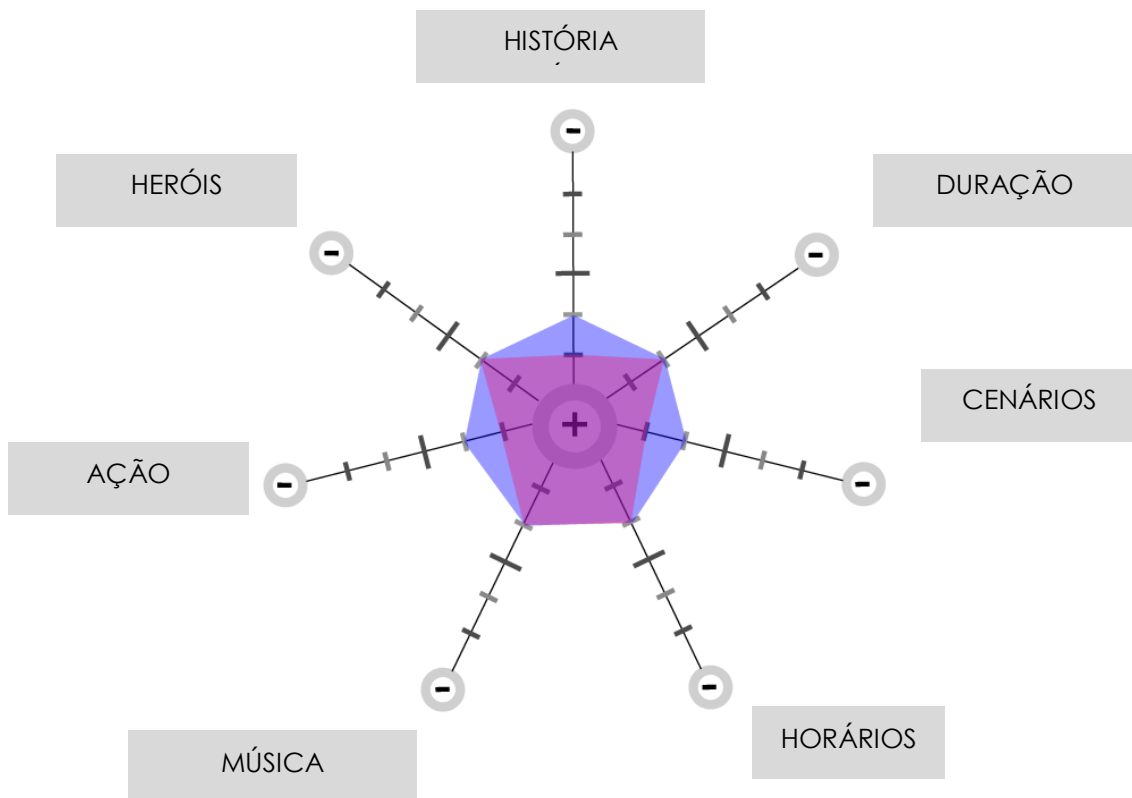 HISTÓRIA
HERÓIS
DURAÇÃO
CENÁRIOS
AÇÃO
HORÁRIOS
MÚSICA